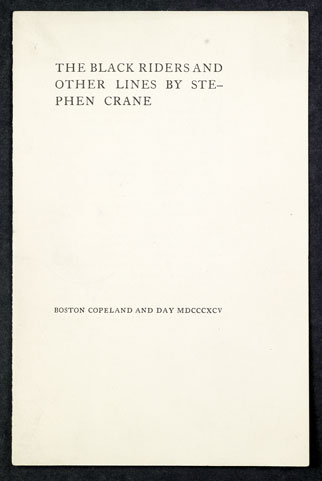 THE BLACK RIDERS AND
OTHER LINES BY STE–
PHEN CRANE
BOSTON COPELAND AND DAY MDCCCXCV